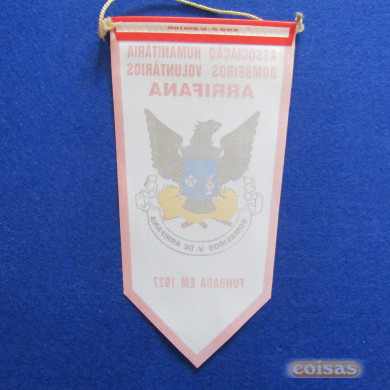 ASSOCIAÇÃO HUMANITÁRIA
BOMBEIROS VOLUNTÁRIOS
ARRIFANA
BOMBEIROS V. DE ARRIFANA
FUNDADA EM 1927
coisas